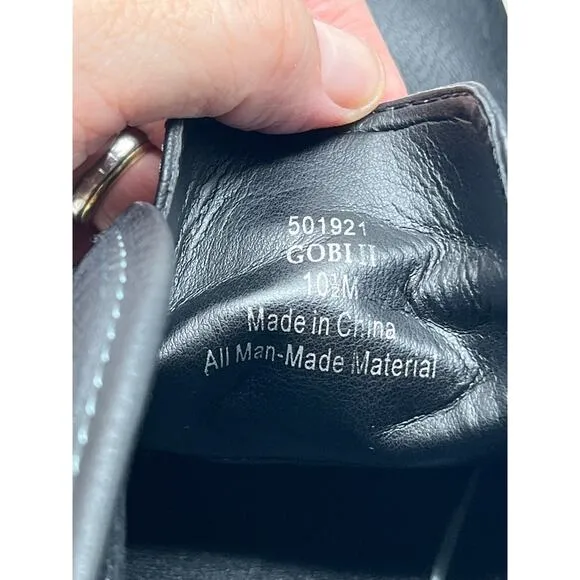 501921
GOBI II
10½M
Made in China
All Man-Made Material